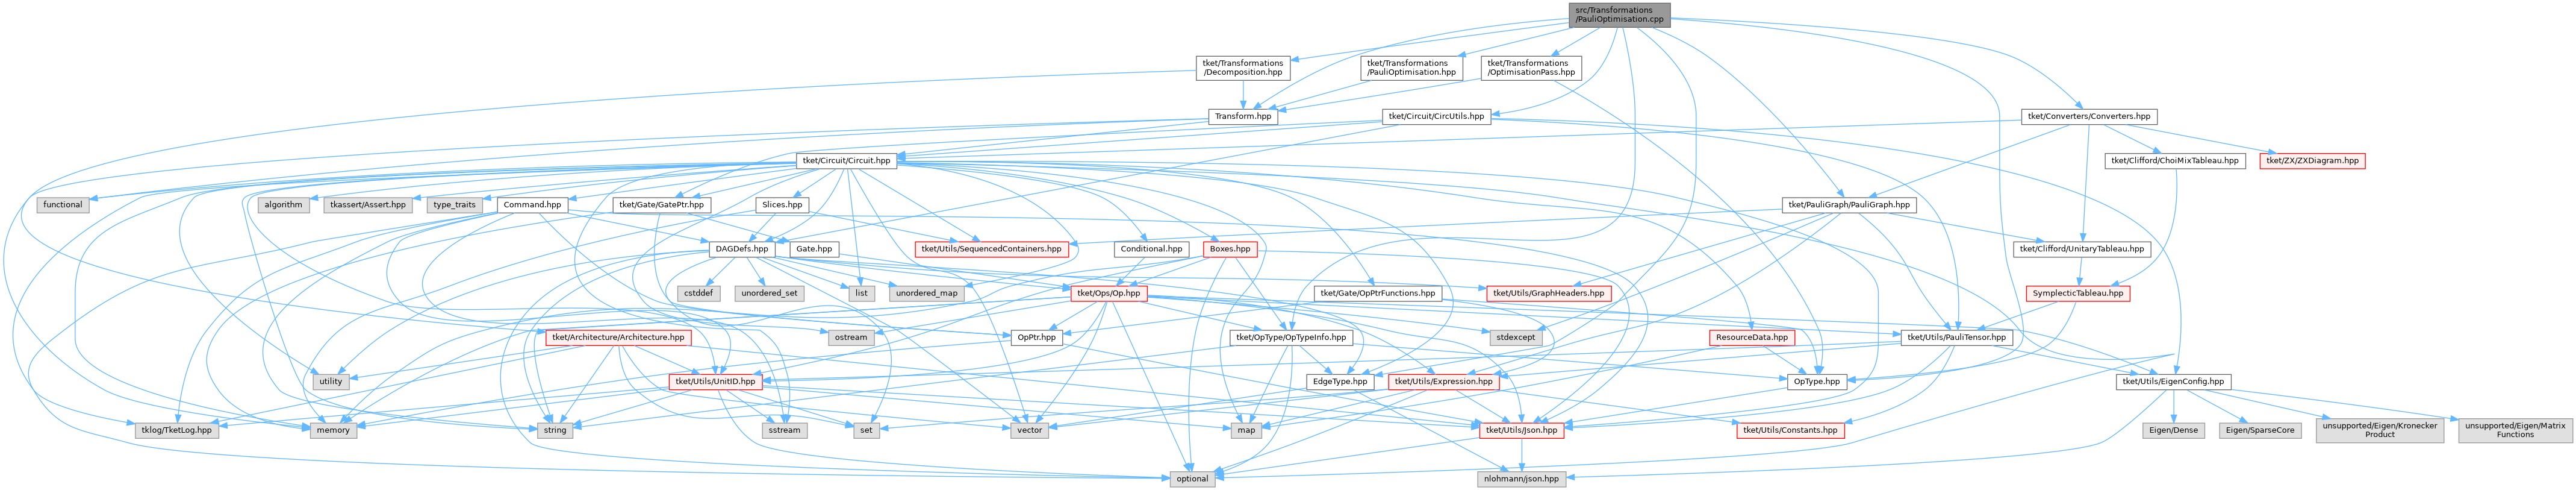 src/Transformations
/PauliOptimisation.cpp
tket/Transformations
/Decomposition.hpp
tket/Transformations
/PauliOptimisation.hpp
tket/Transformations
/OptimisationPass.hpp
Transform.hpp
tket/Circuit/CircUtils.hpp
tket/Converters/Converters.hpp
tket/Circuit/Circuit.hpp
tket/Clifford/ChoiMixTableau.hpp
tket/ZX/ZXDiagram.hpp
functional
algorithm
tkassert/Assert.hpp
type_traits
Command.hpp
tket/Gate/GatePtr.hpp
Slices.hpp
tket/PauliGraph/PauliGraph.hpp
DAGDefs.hpp
Gate.hpp
tket/Utils/SequencedContainers.hpp
Conditional.hpp
Boxes.hpp
tket/Clifford/UnitaryTableau.hpp
cstddef
unordered_set
list
unordered_map
tket/Ops/Op.hpp
tket/Gate/OpPtrFunctions.hpp
tket/Utils/GraphHeaders.hpp
SymplecticTableau.hpp
tket/Architecture/Architecture.hpp
ostream
OpPtr.hpp
tket/OpType/OpTypeInfo.hpp
stdexcept
ResourceData.hpp
tket/Utils/PauliTensor.hpp
utility
tket/Utils/UnitID.hpp
EdgeType.hpp
tket/Utils/Expression.hpp
OpType.hpp
tket/Utils/EigenConfig.hpp
tklog/TketLog.hpp
memory
string
sstream
set
vector
map
tket/Utils/Json.hpp
tket/Utils/Constants.hpp
Eigen/Dense
Eigen/SparseCore
unsupported/Eigen/Kronecker
Product
unsupported/Eigen/Matrix
Functions
optional
nlohmann/json.hpp